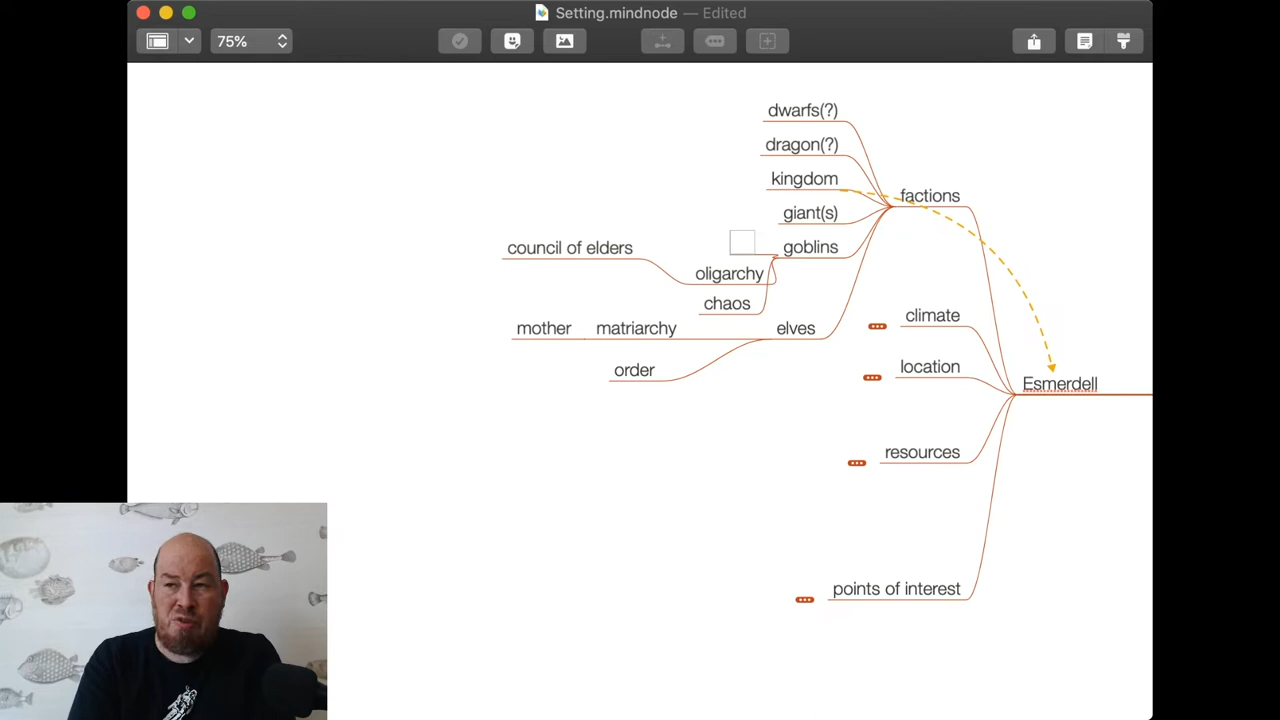 Setting.mindnode — Edited
75%
dwarfs(?)
dragon(?)
kingdom
factions
giant(s)
goblins
council of elders
oligarchy
chaos
mother
matriarchy
elves
order
climate
location
Esmerdell
resources
points of interest